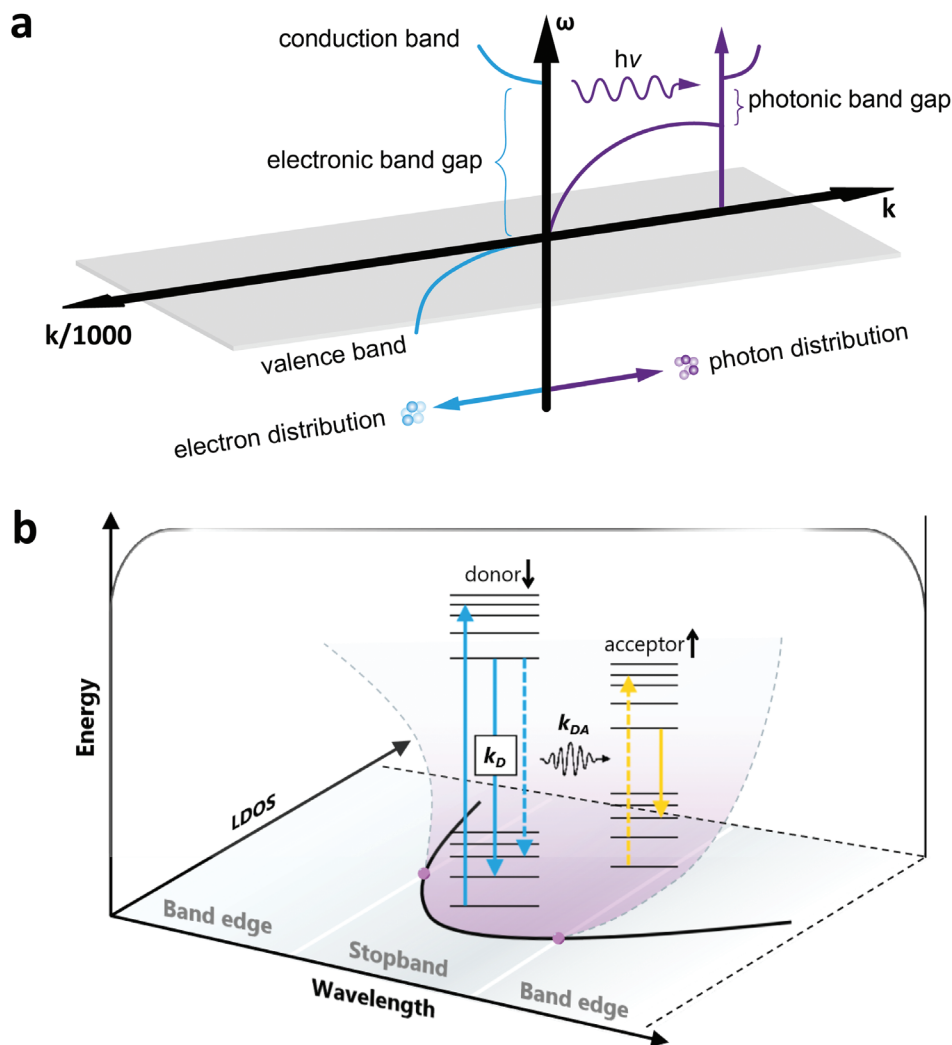 a
ω
conduction band
hv
photonic band gap
electronic band gap
k
k/1000
valence band
photon distribution
electron distribution
b
donor
acceptor
k_DA
k_D
Energy
LDOS
Band edge
Stopband
Band edge
Wavelength